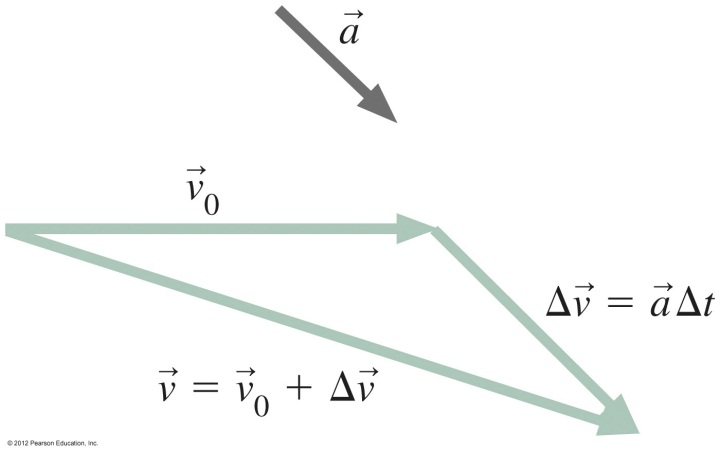 a⃗
v⃗₀
Δv⃗ = a⃗Δt
v⃗ = v⃗₀ + Δv⃗
© 2012 Pearson Education, Inc.